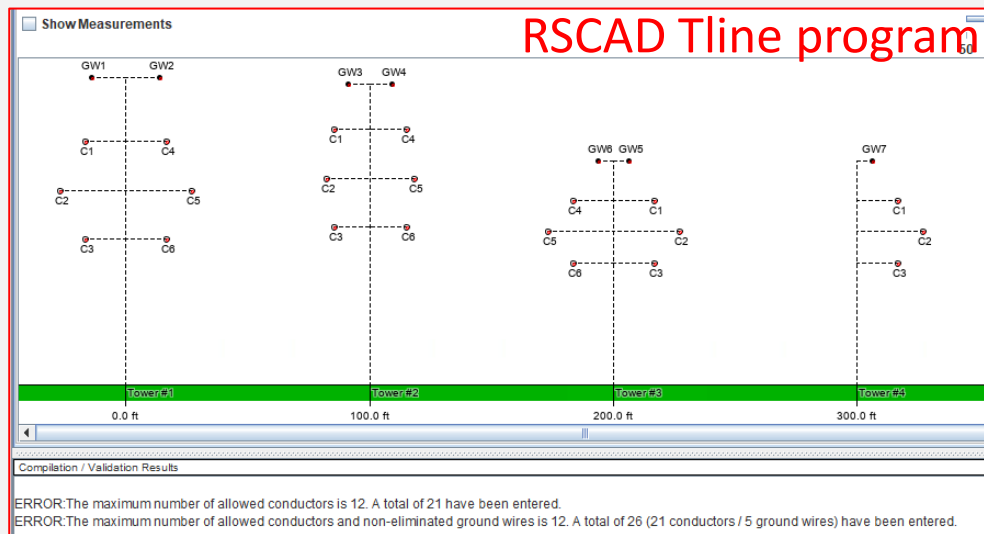 Show Measurements
RSCAD Tline program
50
GW1 GW2
GW3 GW4
C1 C4
C1 C4
GW6 GW5
GW7
C2 C5
C2 C5
C4 C1
C1
C3 C6
C3 C6
C5 C2
C2
C6 C3
C3
Tower #1 Tower #2 Tower #3 Tower #4
0.0 ft 100.0 ft 200.0 ft 300.0 ft
Compilation / Validation Results
ERROR:The maximum number of allowed conductors is 12. A total of 21 have been entered.
ERROR:The maximum number of allowed conductors and non-eliminated ground wires is 12. A total of 26 (21 conductors / 5 ground wires) have been entered.